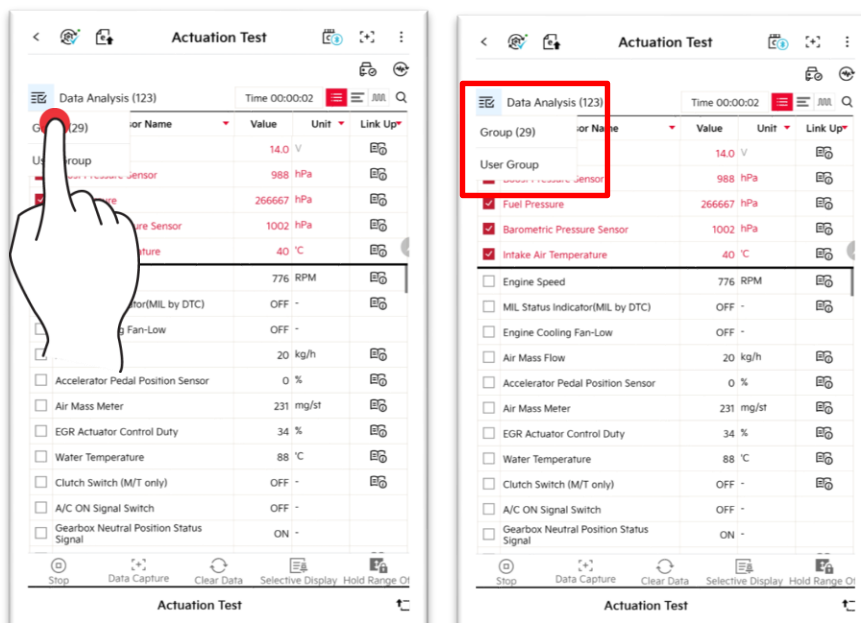 Actuation Test
Data Analysis (123) Time 00:00:02
(29) or Name Value Unit Link Up
14.0 V
Group
Sensor 988 hPa
266667 hPa
ure Sensor 1002 hPa
ature 40 ℃
776 RPM
tor(MIL by DTC) OFF -
g Fan-Low OFF -
20 kg/h
Accelerator Pedal Position Sensor 0 %
Air Mass Meter 231 mg/st
EGR Actuator Control Duty 34 %
Water Temperature 88 ℃
Clutch Switch (M/T only) OFF -
A/C ON Signal Switch OFF -
Gearbox Neutral Position Status
Signal ON -
Stop Data Capture Clear Data Selective Display Hold Range Of
Actuation Test
Actuation Test
Data Analysis (123) Time 00:00:02
Group (29) sor Name Value Unit Link Up
14.0 V
User Group
Boost Pressure Sensor 988 hPa
Fuel Pressure 266667 hPa
Barometric Pressure Sensor 1002 hPa
Intake Air Temperature 40 ℃
Engine Speed 776 RPM
MIL Status Indicator(MIL by DTC) OFF -
Engine Cooling Fan-Low OFF -
Air Mass Flow 20 kg/h
Accelerator Pedal Position Sensor 0 %
Air Mass Meter 231 mg/st
EGR Actuator Control Duty 34 %
Water Temperature 88 ℃
Clutch Switch (M/T only) OFF -
A/C ON Signal Switch OFF -
Gearbox Neutral Position Status
Signal ON -
Stop Data Capture Clear Data Selective Display Hold Range Of
Actuation Test